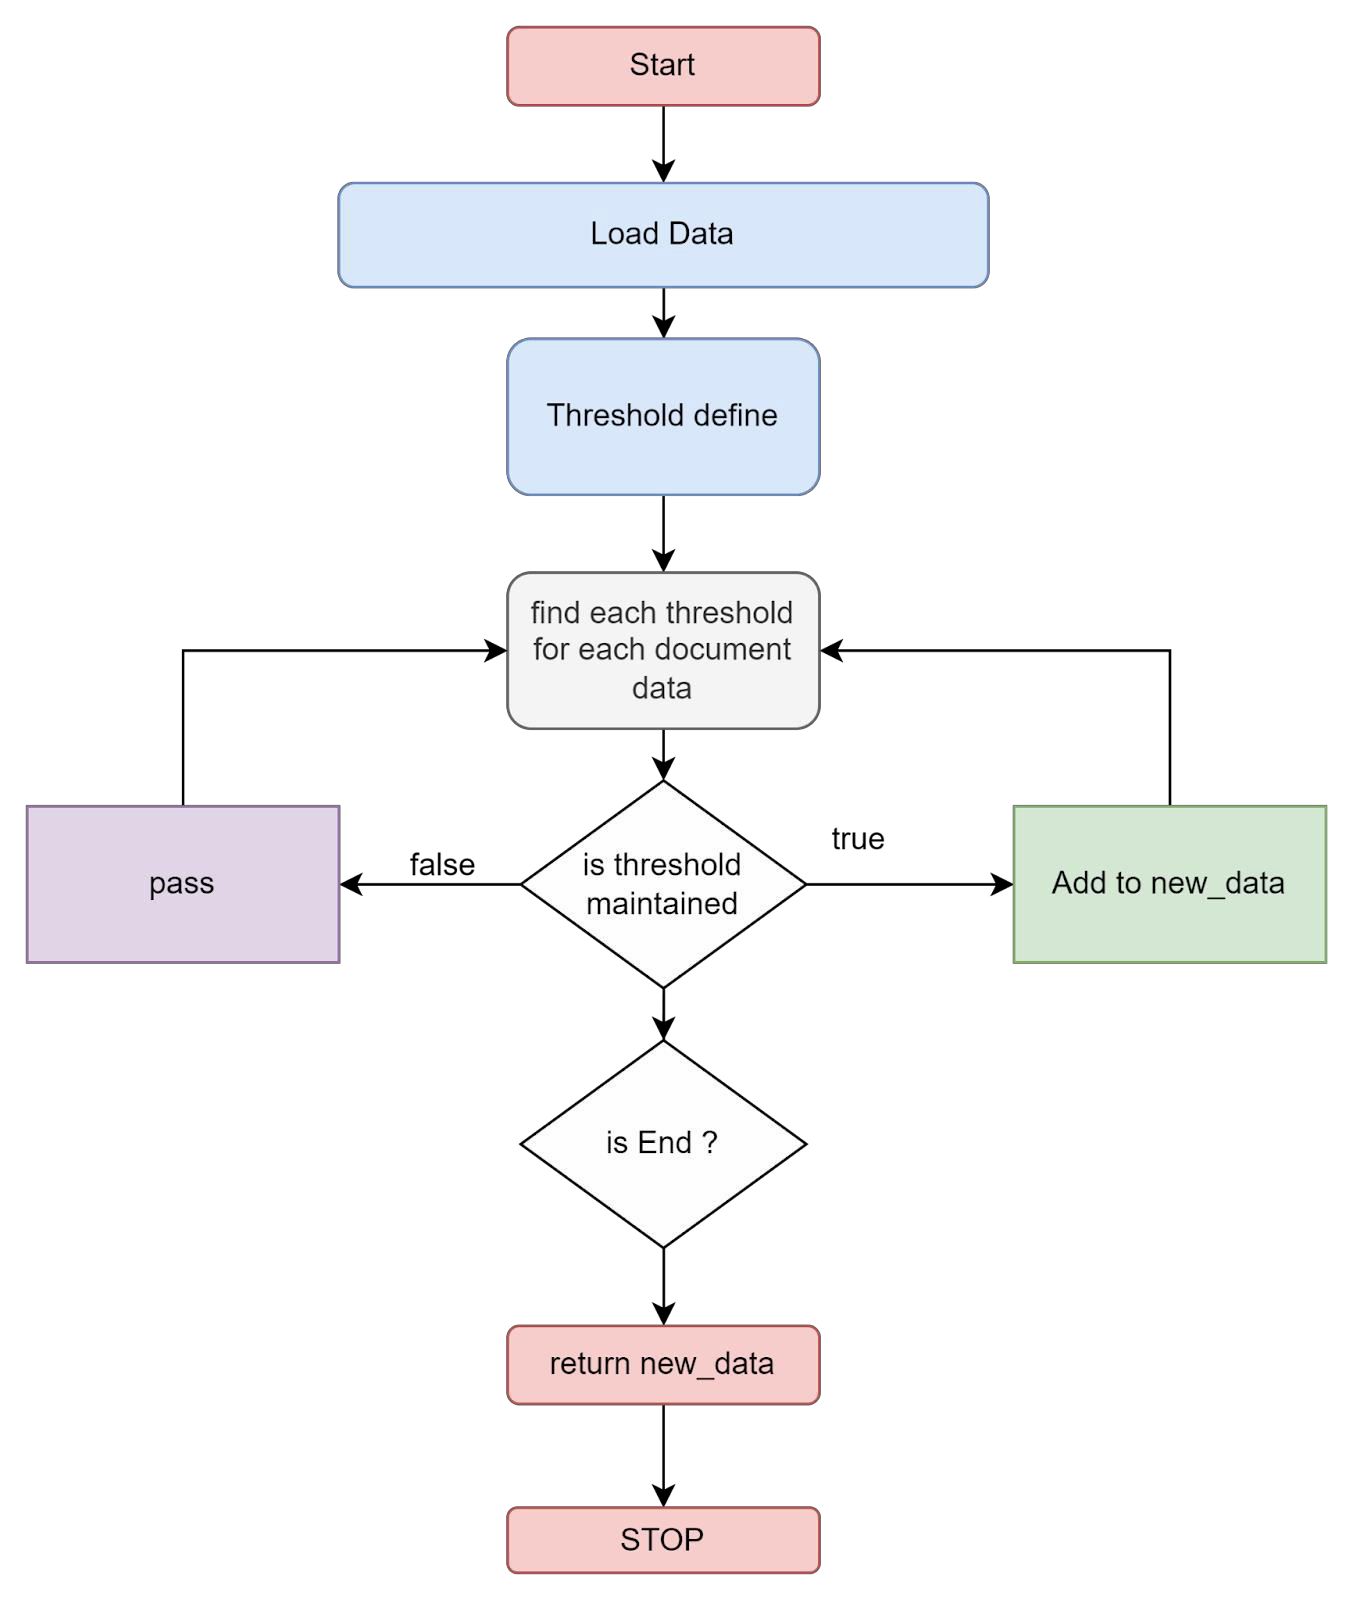 Start
Load Data
Threshold define
find each threshold
for each document
data
true
false
is threshold
maintained
pass
Add to new_data
is End ?
return new_data
STOP